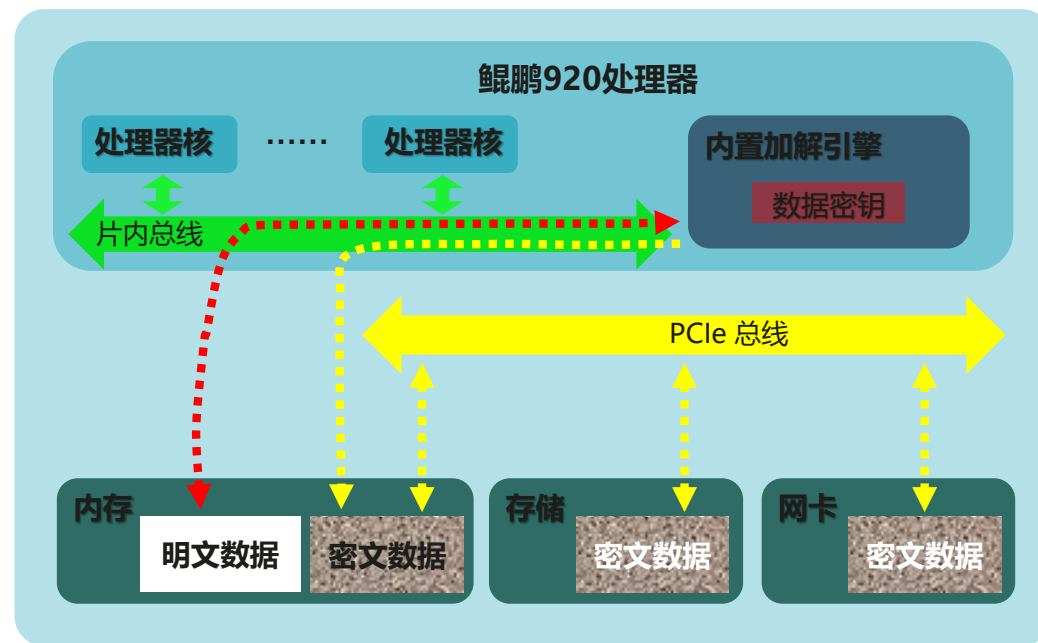 鲲鹏920处理器
处理器核
……
处理器核
内置加解引擎
数据密钥
片内总线
PCIe 总线
内存
明文数据
密文数据
存储
密文数据
网卡
密文数据